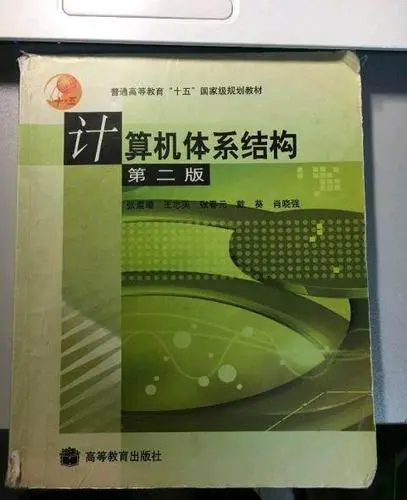 普通高等教育“十五”国家级规划教材
计算机体系结构
第二版
张晨曦 王志英 张春元 戴 葵 肖晓强
高等教育出版社